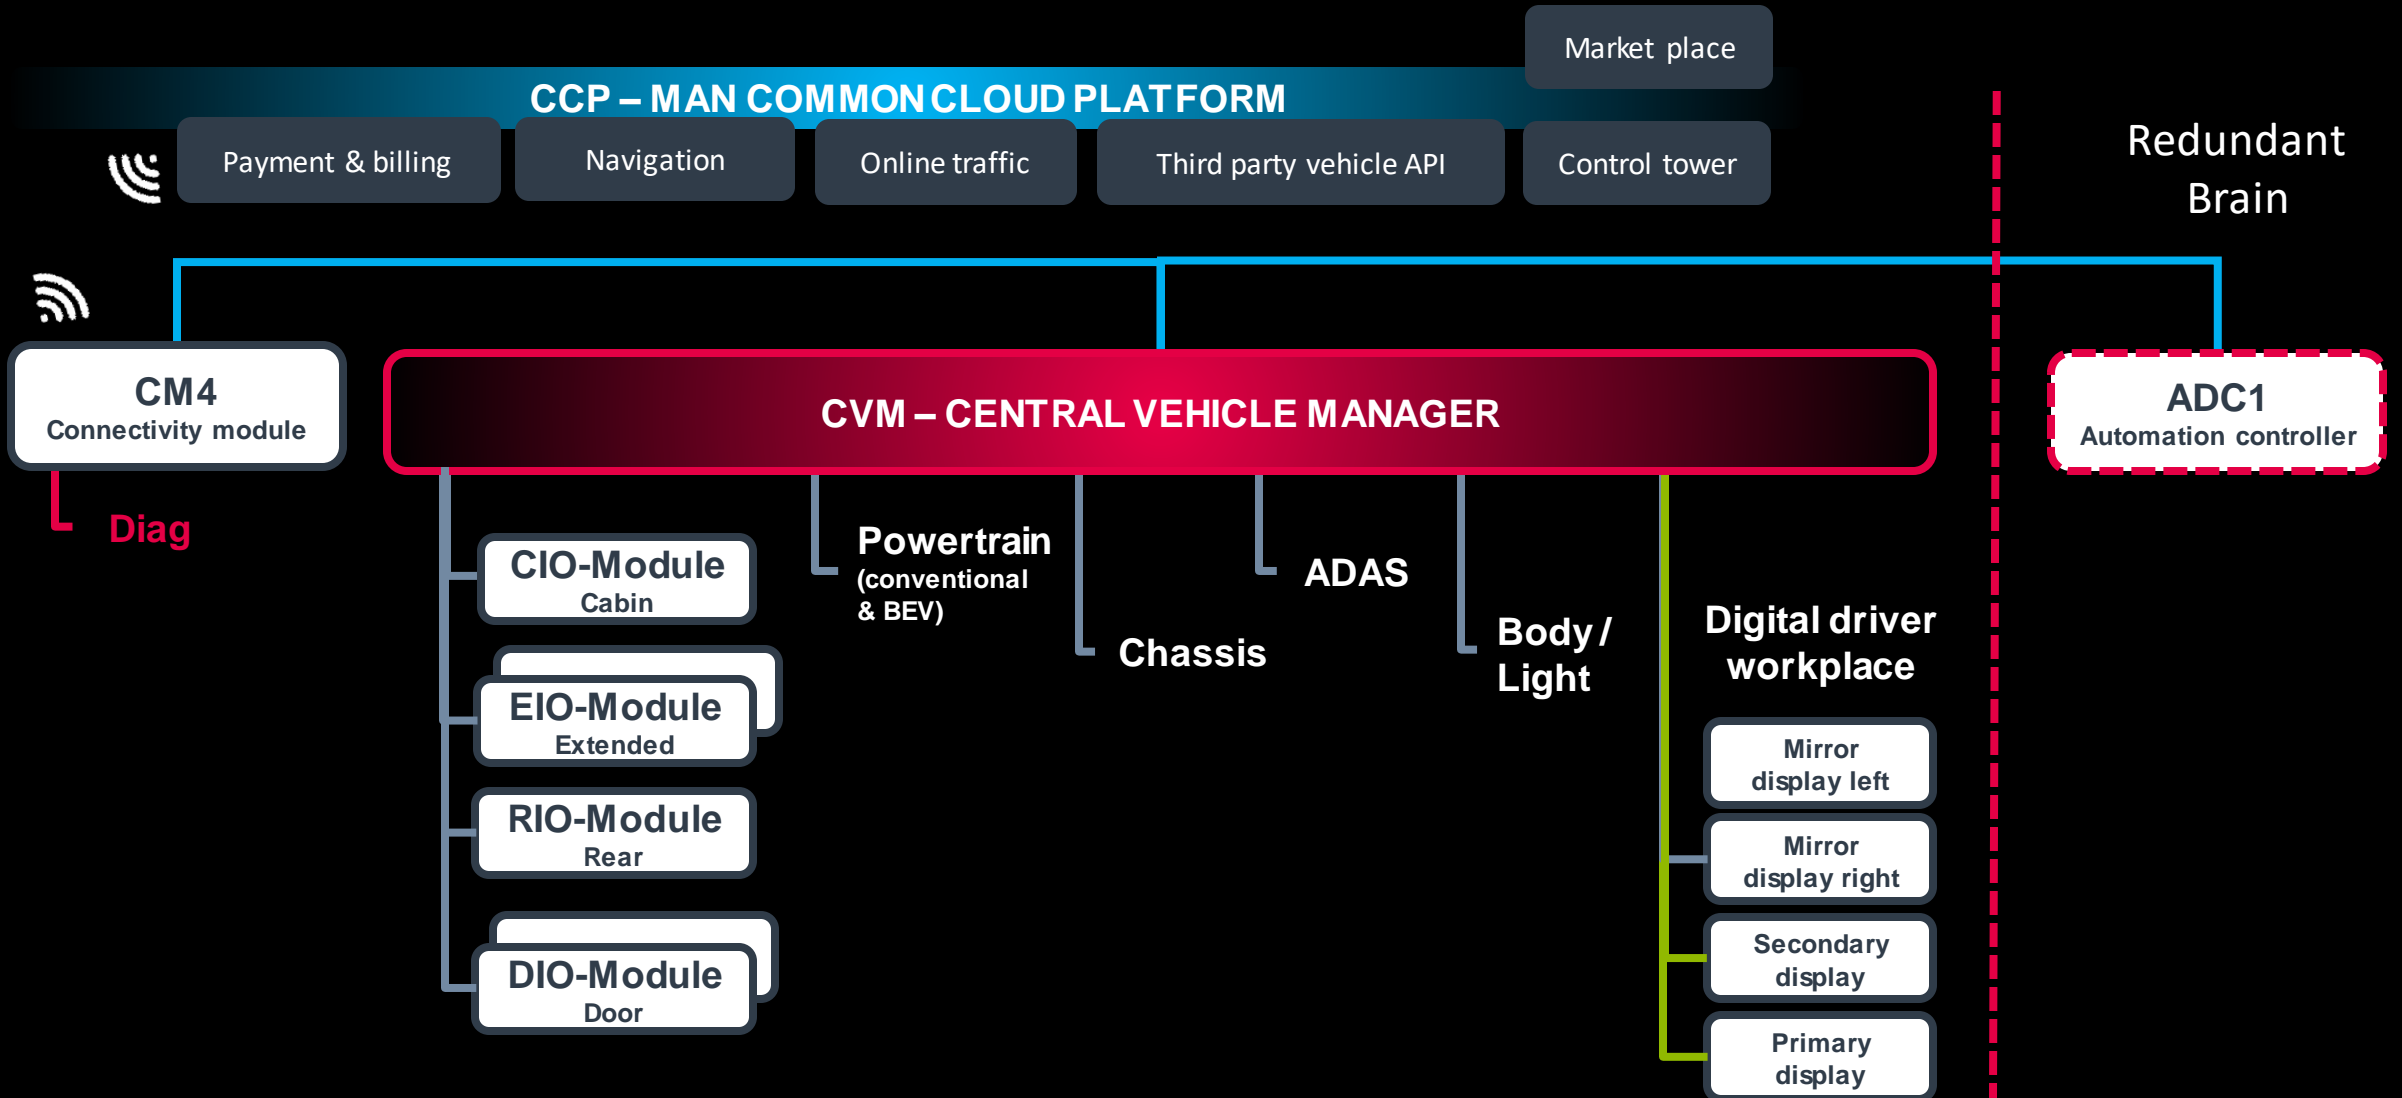 Market place
CCP – MAN COMMON CLOUD PLATFORM
Payment & billing
Navigation
Online traffic
Third party vehicle API
Control tower
Redundant
Brain
CM4
Connectivity module
CVM – CENTRAL VEHICLE MANAGER
ADC1
Automation controller
Diag
CIO-Module
Cabin
EIO-Module
Extended
RIO-Module
Rear
DIO-Module
Door
Powertrain
(conventional
& BEV)
Chassis
ADAS
Body /
Light
Digital driver
workplace
Mirror
display left
Mirror
display right
Secondary
display
Primary
display